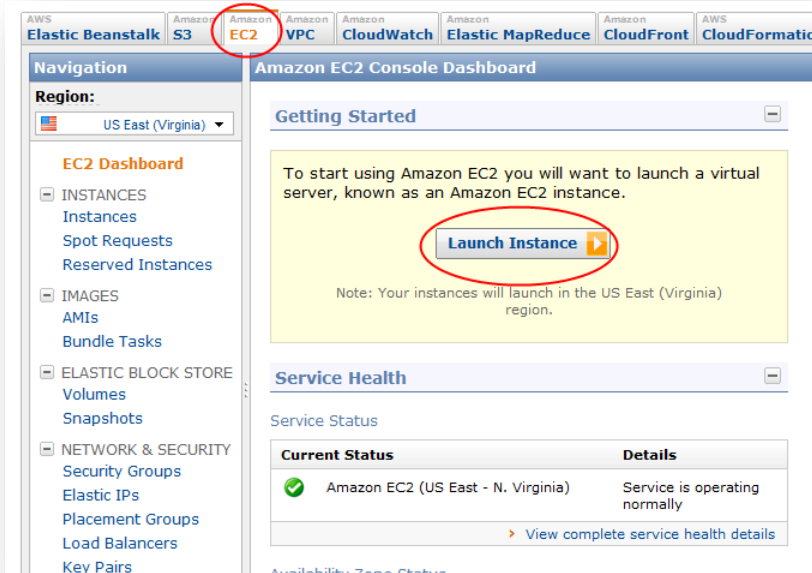 AWS
Elastic Beanstalk
Amazon
S3
Amazon
EC2
Amazon
VPC
Amazon
CloudWatch
Amazon
Elastic MapReduce
Amazon
CloudFront
AWS
CloudFormatio
Navigation
Region:
US East (Virginia)
EC2 Dashboard
INSTANCES
Instances
Spot Requests
Reserved Instances
IMAGES
AMIs
Bundle Tasks
ELASTIC BLOCK STORE
Volumes
Snapshots
NETWORK & SECURITY
Security Groups
Elastic IPs
Placement Groups
Load Balancers
Key Pairs
Amazon EC2 Console Dashboard
Getting Started
To start using Amazon EC2 you will want to launch a virtual
server, known as an Amazon EC2 instance.
Launch Instance
Note: Your instances will launch in the US East (Virginia)
region.
Service Health
Service Status
Current Status Details
Amazon EC2 (US East - N. Virginia) Service is operating
normally
View complete service health details
Availability Zone Status